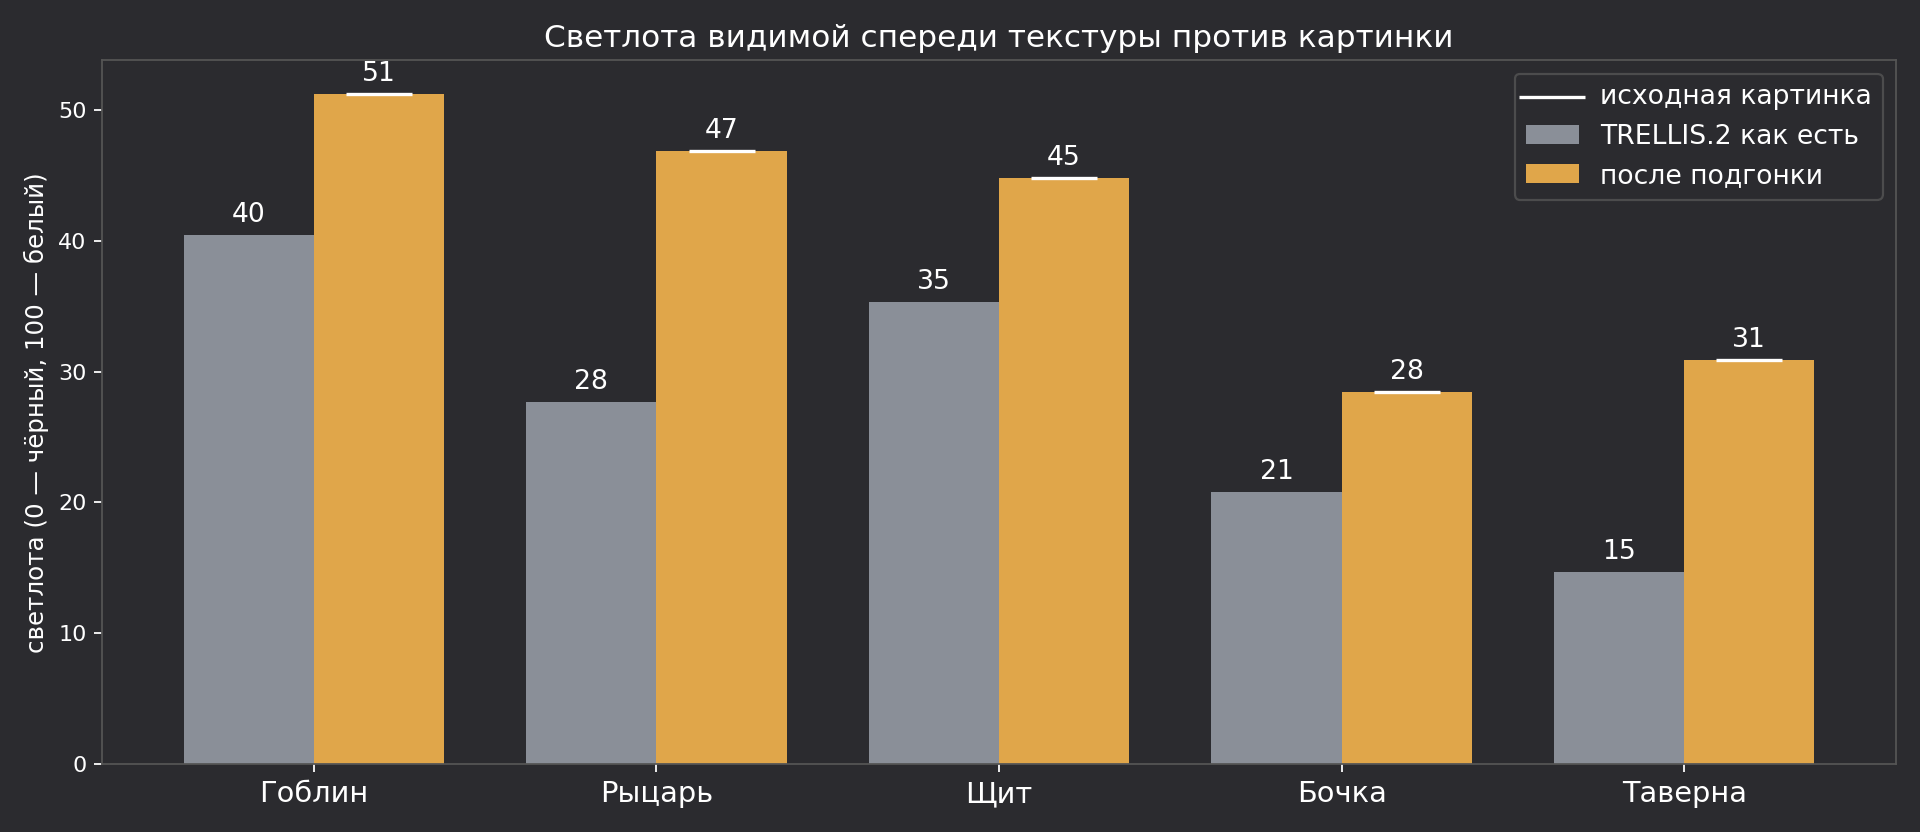 Светлота видимой спереди текстуры против картинки
светлота (0 — чёрный, 100 — белый)
50
40
30
20
10
0
исходная картинка
TRELLIS.2 как есть
после подгонки
40
51
28
47
35
45
21
28
15
31
Гоблин
Рыцарь
Щит
Бочка
Таверна